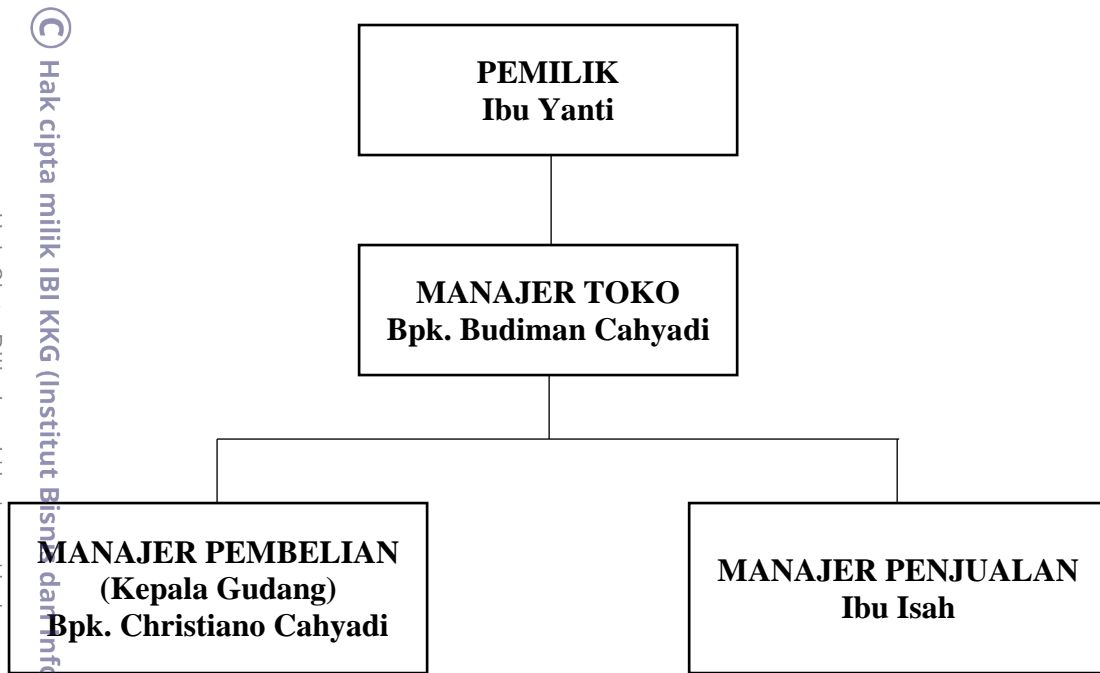 PEMILIK
Ibu Yanti
MANAJER TOKO
Bpk. Budiman Cahyadi
MANAJER PEMBELIAN
(Kepala Gudang)
Bpk. Christiano Cahyadi
MANAJER PENJUALAN
Ibu Isah
© Hak cipta milik IBI KKG (Institut Bisnis dan Info